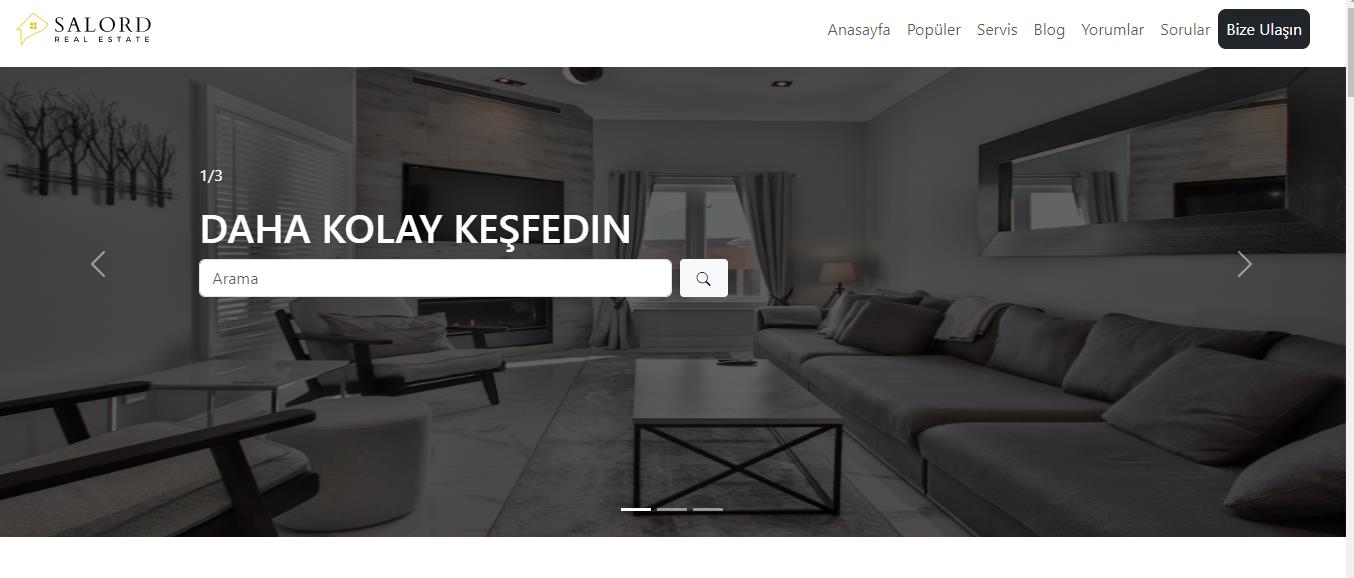 SALORD
REAL ESTATE
Anasayfa Popüler Servis Blog Yorumlar Sorular Bize Ulaşın
1/3
DAHA KOLAY KEŞFEDIN
Arama